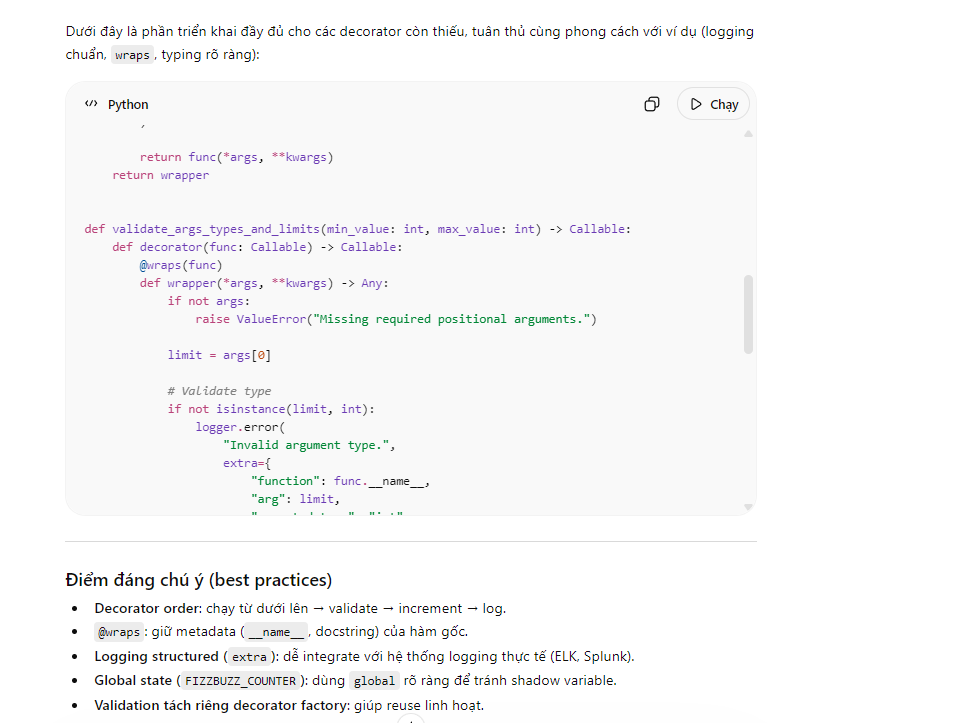 Dưới đây là phần triển khai đầy đủ cho các decorator còn thiếu, tuân thủ cùng phong cách với ví dụ (logging
chuẩn, wraps , typing rõ ràng):
Python
Chạy
return func(*args, **kwargs)
return wrapper
def validate_args_types_and_limits(min_value: int, max_value: int) -> Callable:
def decorator(func: Callable) -> Callable:
@wraps(func)
def wrapper(*args, **kwargs) -> Any:
if not args:
raise ValueError("Missing required positional arguments.")
limit = args[0]
# Validate type
if not isinstance(limit, int):
logger.error(
"Invalid argument type.",
extra={
"function": func.__name__,
"arg": limit,
Điểm đáng chú ý (best practices)
• Decorator order: chạy từ dưới lên → validate → increment → log.
• @wraps : giữ metadata ( __name__ , docstring) của hàm gốc.
• Logging structured ( extra ): dễ integrate với hệ thống logging thực tế (ELK, Splunk).
• Global state ( FIZZBUZZ_COUNTER ): dùng global rõ ràng để tránh shadow variable.
• Validation tách riêng decorator factory: giúp reuse linh hoạt.